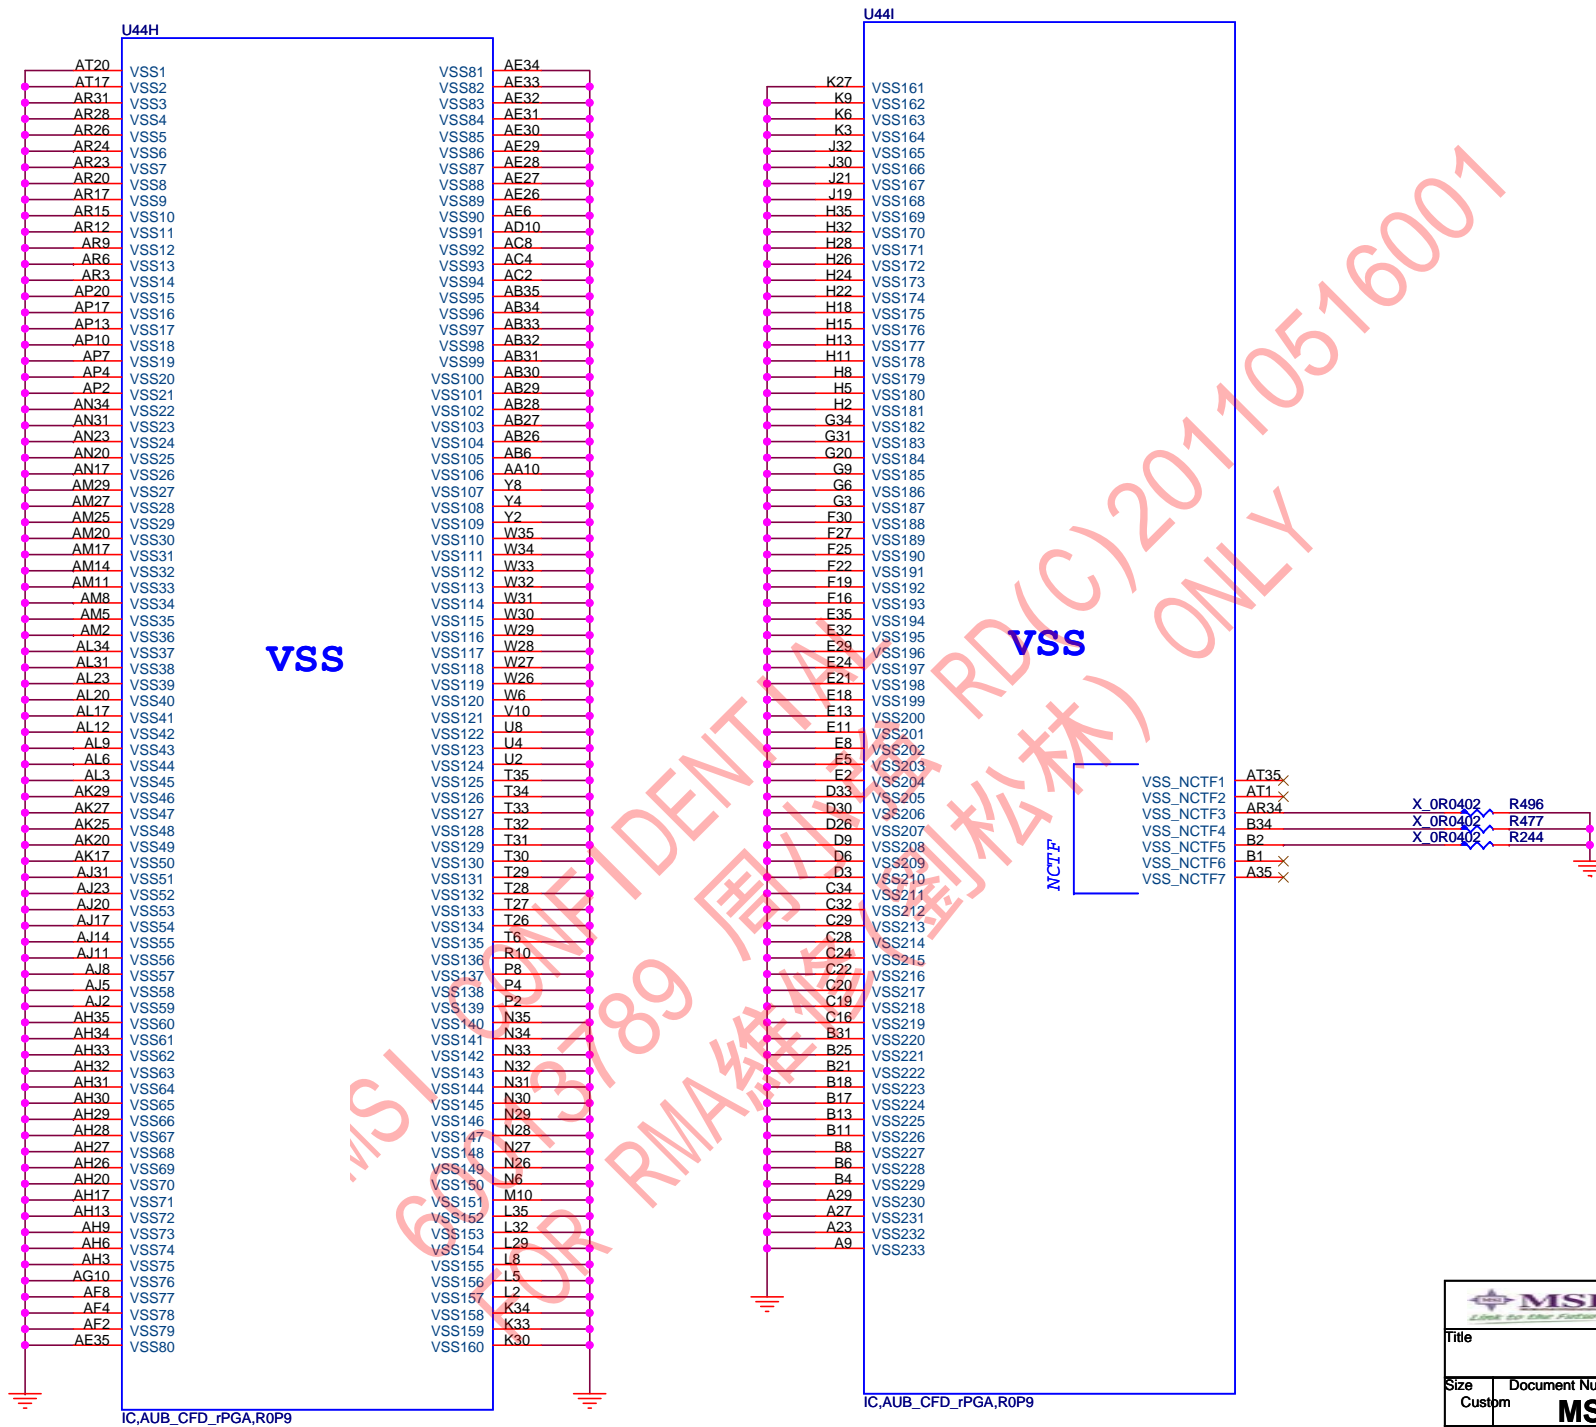 U44H
AT20 VSS1 VSS81 AE34
AT17 VSS2 VSS82 AE33
AR31 VSS3 VSS83 AE32
AR28 VSS4 VSS84 AE31
AR26 VSS5 VSS85 AE30
AR24 VSS6 VSS86 AE29
AR23 VSS7 VSS87 AE28
AR20 VSS8 VSS88 AE27
AR17 VSS9 VSS89 AE26
AR15 VSS10 VSS90 AE6
AR12 VSS11 VSS91 AD10
AR9 VSS12 VSS92 AC8
AR6 VSS13 VSS93 AC4
AR3 VSS14 VSS94 AC2
AP20 VSS15 VSS95 AB35
AP17 VSS16 VSS96 AB34
AP13 VSS17 VSS97 AB33
AP10 VSS18 VSS98 AB32
AP7 VSS19 VSS99 AB31
AP4 VSS20 VSS100 AB30
AP2 VSS21 VSS101 AB29
AN34 VSS22 VSS102 AB28
AN31 VSS23 VSS103 AB27
AN23 VSS24 VSS104 AB26
AN20 VSS25 VSS105 AB6
AN17 VSS26 VSS106 AA10
AM29 VSS27 VSS107 Y8
AM27 VSS28 VSS108 Y4
AM25 VSS29 VSS109 Y2
AM20 VSS30 VSS110 W35
AM17 VSS31 VSS111 W34
AM14 VSS32 VSS112 W33
AM11 VSS33 VSS113 W32
AM8 VSS34 VSS114 W31
AM5 VSS35 VSS115 W30
AM2 VSS36 VSS116 W29
AL34 VSS37 VSS117 W28
AL31 VSS38 VSS118 W27
AL23 VSS39 VSS119 W26
AL20 VSS40 VSS120 W6
AL17 VSS41 VSS121 V10
AL12 VSS42 VSS122 U8
AL9 VSS43 VSS123 U4
AL6 VSS44 VSS124 U2
AL3 VSS45 VSS125 T35
AK29 VSS46 VSS126 T34
AK27 VSS47 VSS127 T33
AK25 VSS48 VSS128 T32
AK20 VSS49 VSS129 T31
AK17 VSS50 VSS130 T30
AJ31 VSS51 VSS131 T29
AJ23 VSS52 VSS132 T28
AJ20 VSS53 VSS133 T27
AJ17 VSS54 VSS134 T26
AJ14 VSS55 VSS135 T6
AJ11 VSS56 VSS136 R10
AJ8 VSS57 VSS137 P8
AJ5 VSS58 VSS138 P4
AJ2 VSS59 VSS139 P2
AH35 VSS60 VSS140 N35
AH34 VSS61 VSS141 N34
AH33 VSS62 VSS142 N33
AH32 VSS63 VSS143 N32
AH31 VSS64 VSS144 N31
AH30 VSS65 VSS145 N30
AH29 VSS66 VSS146 N29
AH28 VSS67 VSS147 N28
AH27 VSS68 VSS148 N27
AH26 VSS69 VSS149 N26
AH20 VSS70 VSS150 N6
AH17 VSS71 VSS151 M10
AH13 VSS72 VSS152 L35
AH9 VSS73 VSS153 L32
AH6 VSS74 VSS154 L29
AH3 VSS75 VSS155 L8
AG10 VSS76 VSS156 L5
AF8 VSS77 VSS157 L2
AF4 VSS78 VSS158 K34
AF2 VSS79 VSS159 K33
AE35 VSS80 VSS160 K30
VSS
IC,AUB_CFD_rPGA,R0P9
U44I
K27 VSS161
K9 VSS162
K6 VSS163
K3 VSS164
J32 VSS165
J30 VSS166
J21 VSS167
J19 VSS168
H35 VSS169
H32 VSS170
H28 VSS171
H26 VSS172
H24 VSS173
H22 VSS174
H18 VSS175
H15 VSS176
H13 VSS177
H11 VSS178
H8 VSS179
H5 VSS180
H2 VSS181
G34 VSS182
G31 VSS183
G20 VSS184
G9 VSS185
G6 VSS186
G3 VSS187
F30 VSS188
F27 VSS189
F25 VSS190
F22 VSS191
F19 VSS192
F16 VSS193
E35 VSS194
E32 VSS195
E29 VSS196
E24 VSS197
E21 VSS198
E18 VSS199
E13 VSS200
E11 VSS201
E8 VSS202
E5 VSS203
E2 VSS204
D33 VSS205
D30 VSS206
D26 VSS207
D9 VSS208
D6 VSS209
D3 VSS210
C34 VSS211
C32 VSS212
C29 VSS213
C28 VSS214
C24 VSS215
C22 VSS216
C20 VSS217
C19 VSS218
C16 VSS219
B31 VSS220
B25 VSS221
B21 VSS222
B18 VSS223
B17 VSS224
B13 VSS225
B11 VSS226
B8 VSS227
B6 VSS228
B4 VSS229
A29 VSS230
A27 VSS231
A23 VSS232
A9 VSS233
VSS
NCTF
VSS_NCTF1 AT35
VSS_NCTF2 AT1
VSS_NCTF3 AR34 X_0R0402 R496
VSS_NCTF4 B34 X_0R0402 R477
VSS_NCTF5 B2 X_0R0402 R244
VSS_NCTF6 B1
VSS_NCTF7 A35
IC,AUB_CFD_rPGA,R0P9
MSI CONFIDENTIAL
60013789 周小強 RD(C)20110516001
FOR RMA維修(劉松林) ONLY
MSI
Link to the Future
Title
Size Document Nu
Custom MS